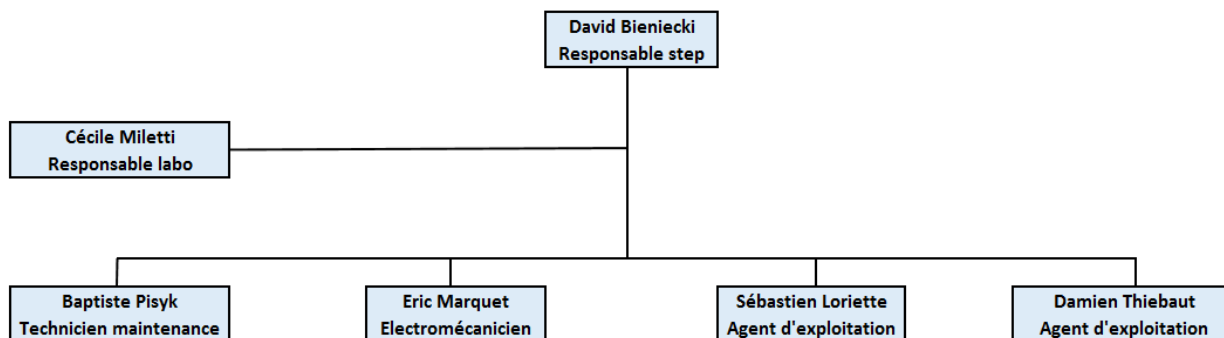 David Bieniecki
Responsable step
Cécile Miletti
Responsable labo
Baptiste Pisyk
Technicien maintenance
Eric Marquet
Electromécanicien
Sébastien Loriette
Agent d'exploitation
Damien Thiebaut
Agent d'exploitation